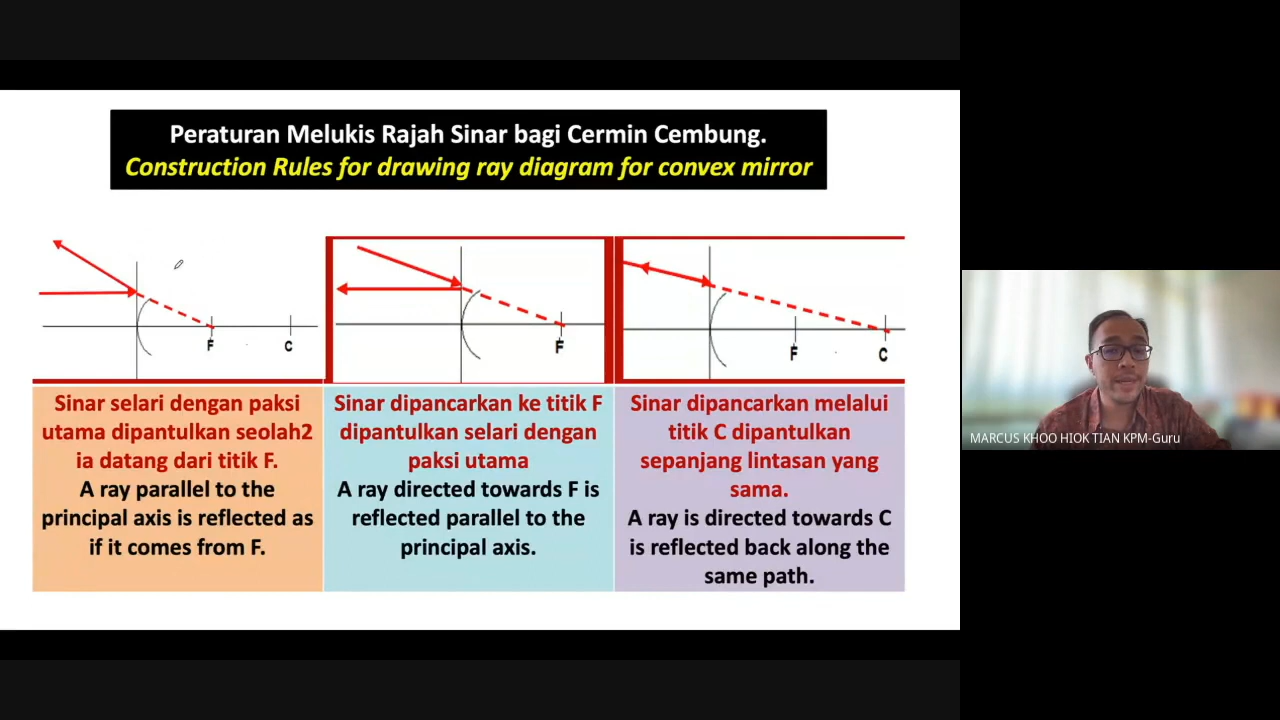 Peraturan Melukis Rajah Sinar bagi Cermin Cembung.
Construction Rules for drawing ray diagram for convex mirror
F
C
F
F
C
Sinar selari dengan paksi
utama dipantulkan seolah2
ia datang dari titik F.
A ray parallel to the
principal axis is reflected as
if it comes from F.
Sinar dipancarkan ke titik F
dipantulkan selari dengan
paksi utama
A ray directed towards F is
reflected parallel to the
principal axis.
Sinar dipancarkan melalui
titik C dipantulkan
sepanjang lintasan yang
sama.
A ray is directed towards C
is reflected back along the
same path.
MARCUS KHOO HIOK TIAN KPM-Guru